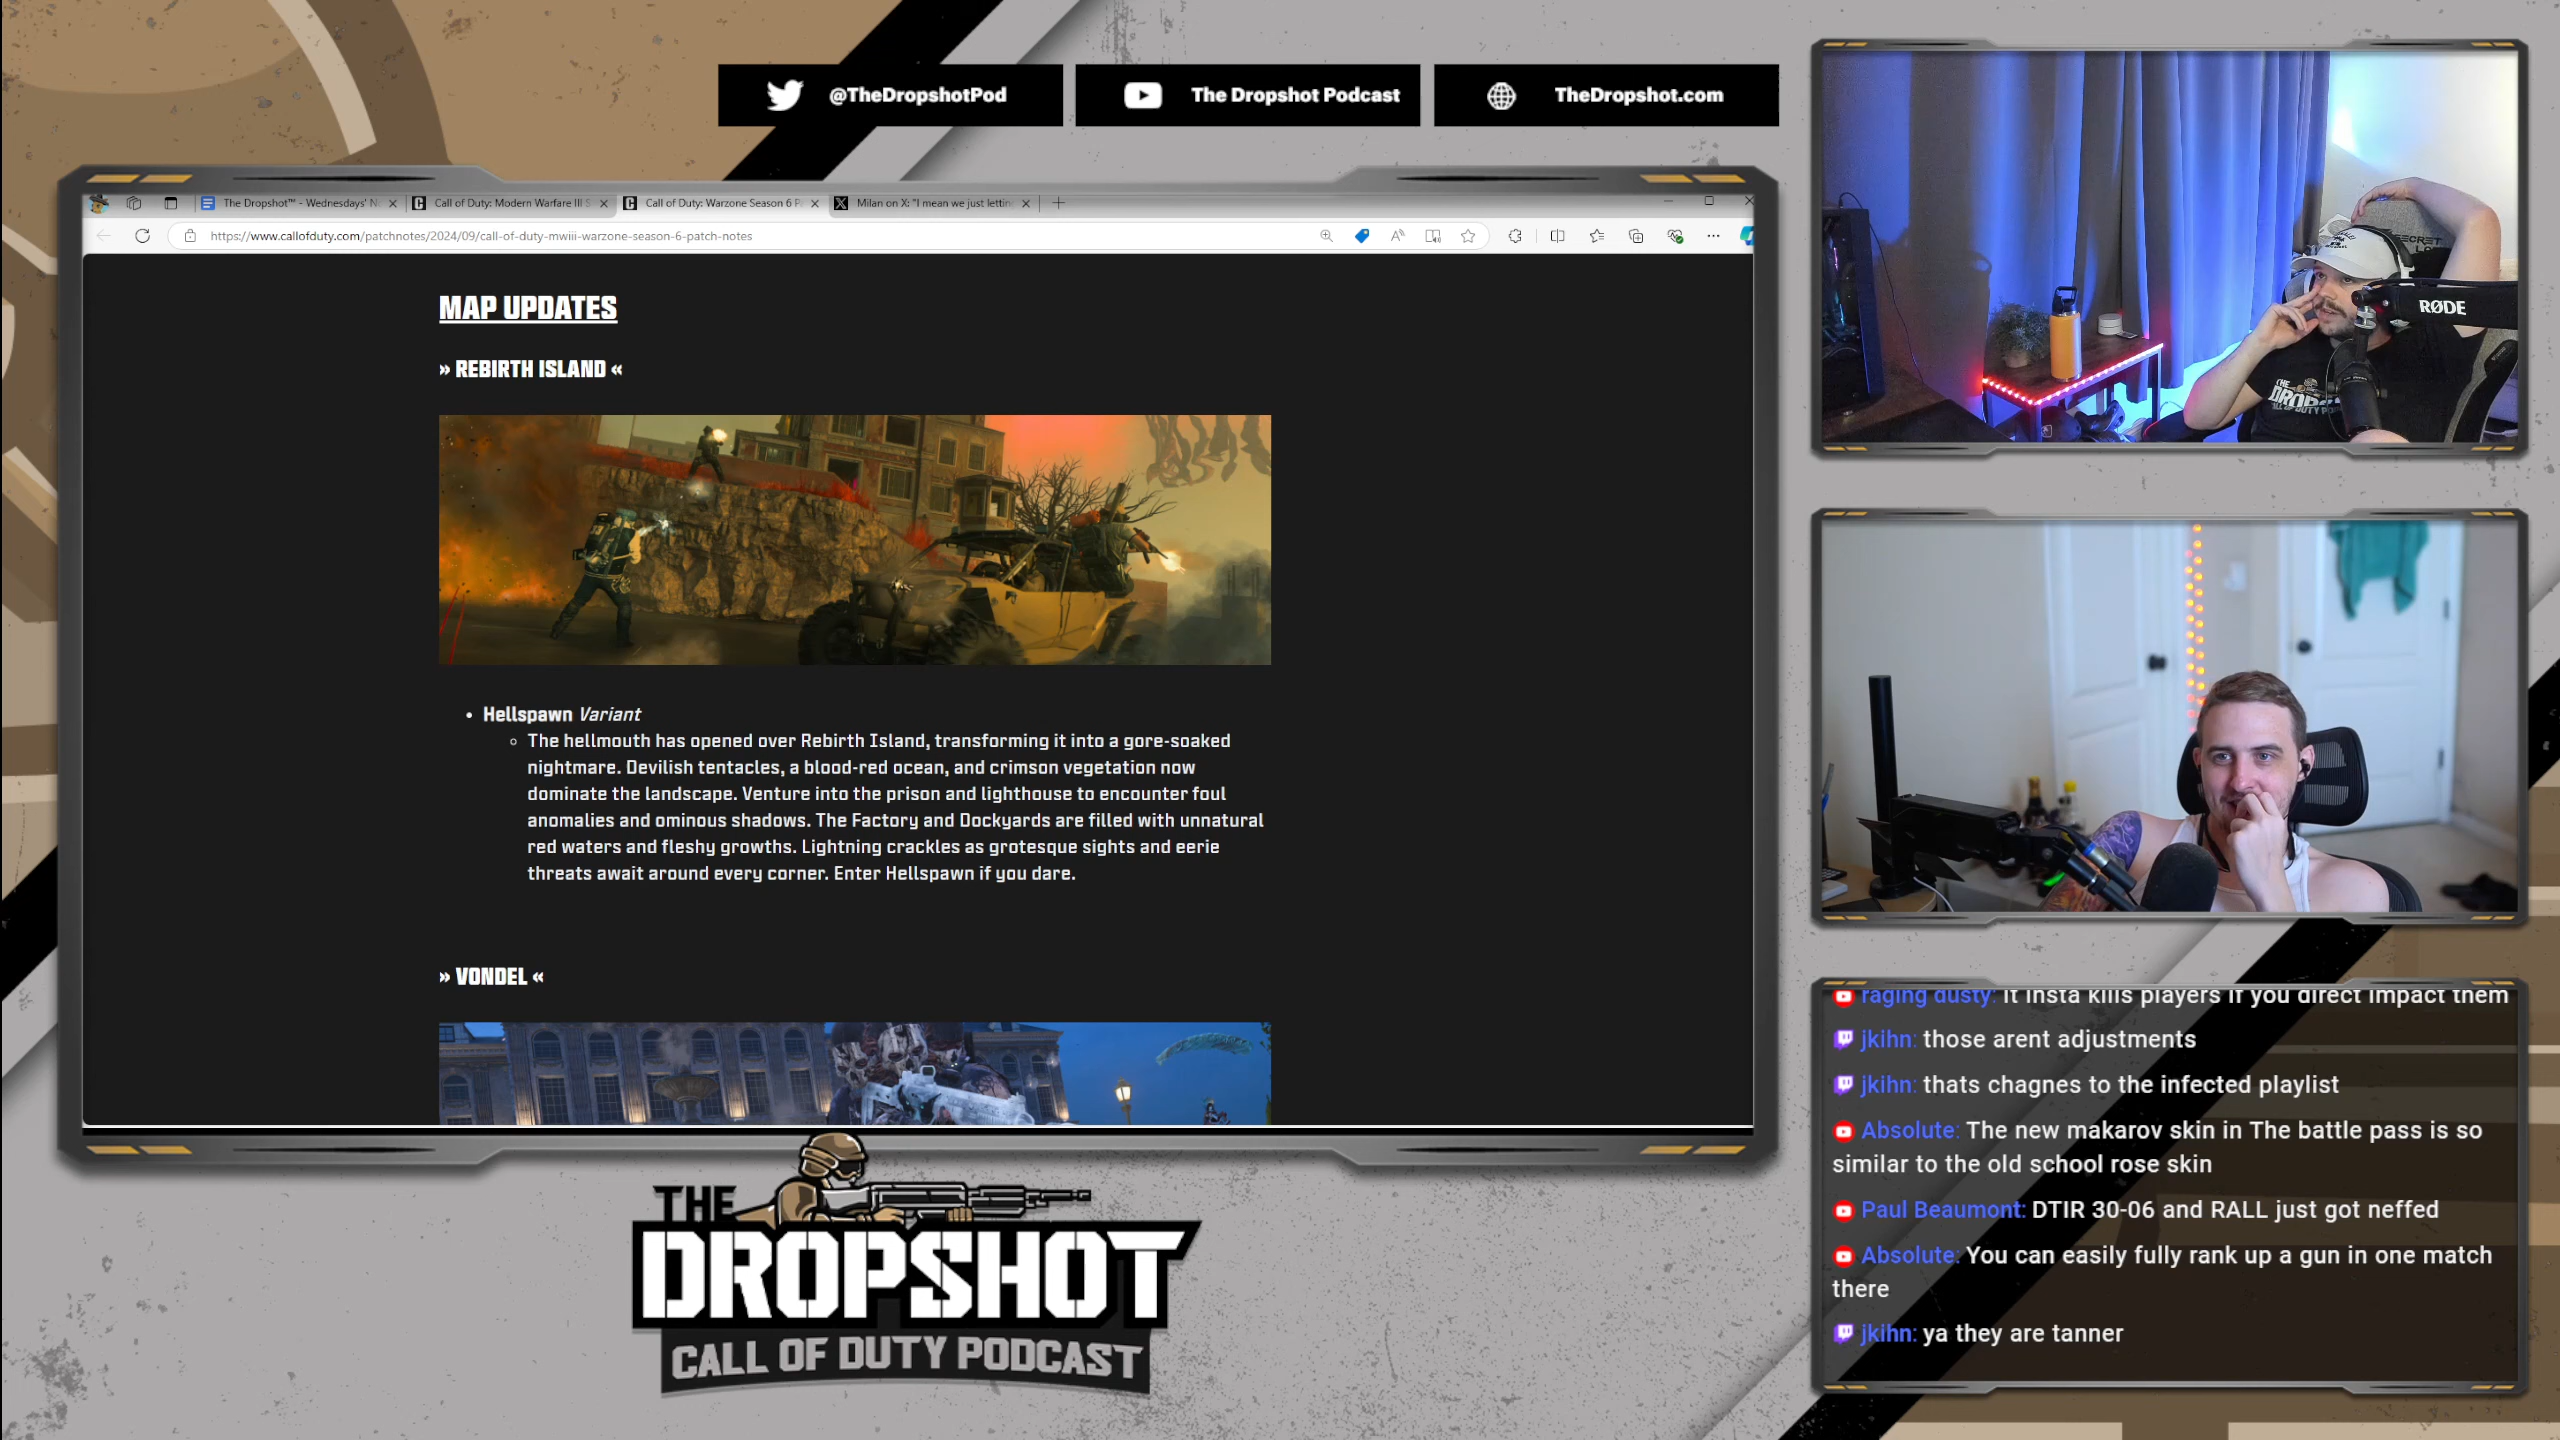 @TheDropshotPod
The Dropshot Podcast
TheDropshot.com
The Dropshot™ - Wednesdays' N
Call of Duty: Modern Warfare III S
Call of Duty: Warzone Season 6 P
Milan on X: "I mean we just lettin
https://www.callofduty.com/patchnotes/2024/09/call-of-duty-mwiii-warzone-season-6-patch-notes
MAP UPDATES
» REBIRTH ISLAND «
• Hellspawn Variant
The hellmouth has opened over Rebirth Island, transforming it into a gore-soaked
nightmare. Devilish tentacles, a blood-red ocean, and crimson vegetation now
dominate the landscape. Venture into the prison and lighthouse to encounter foul
anomalies and ominous shadows. The Factory and Dockyards are filled with unnatural
red waters and fleshy growths. Lightning crackles as grotesque sights and eerie
threats await around every corner. Enter Hellspawn if you dare.
» VONDEL «
RØDE
THE
DROPSHOT
CALL OF DUTY PODCAST
raging dusty: It insta kills players if you direct impact them
jkihn: those arent adjustments
jkihn: thats chagnes to the infected playlist
Absolute: The new makarov skin in The battle pass is so
similar to the old school rose skin
Paul Beaumont: DTIR 30-06 and RALL just got neffed
Absolute: You can easily fully rank up a gun in one match
there
jkihn: ya they are tanner